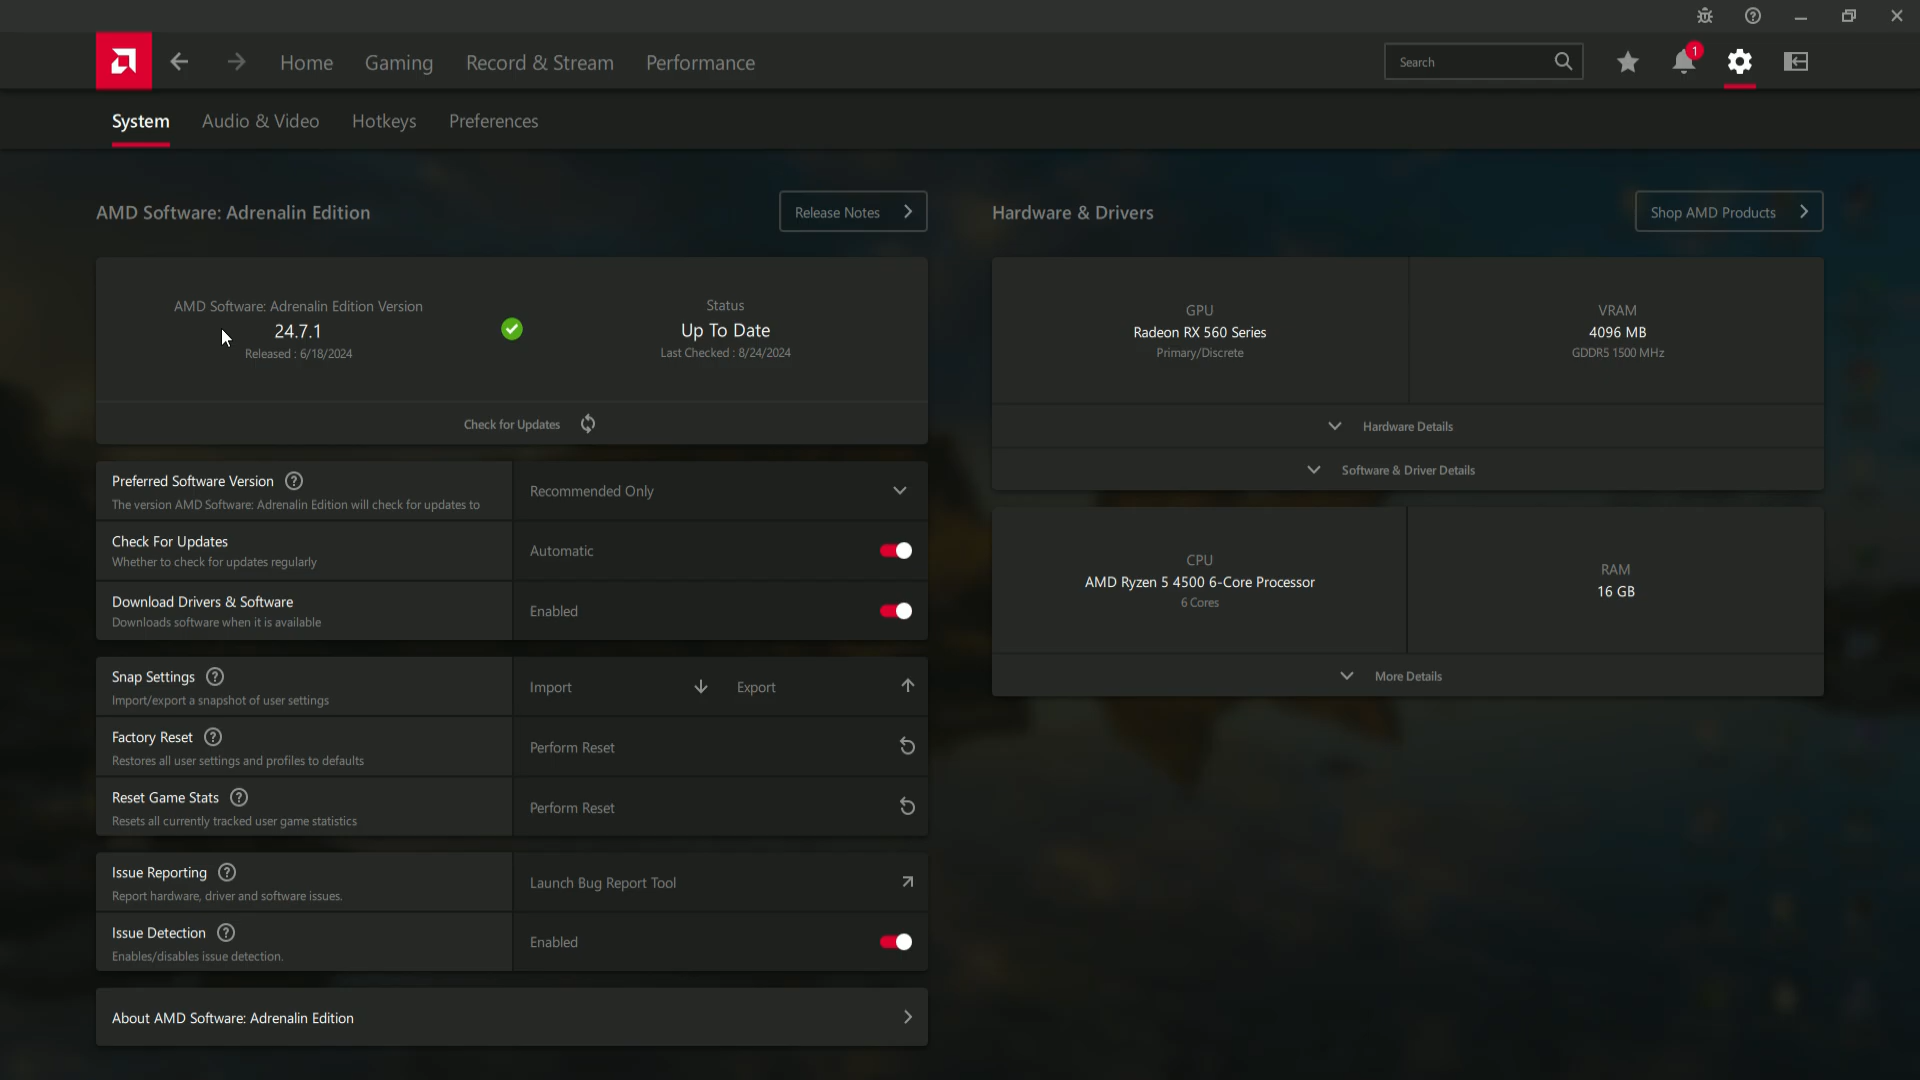 1
Home
Gaming
Record & Stream
Performance
Search
System
Audio & Video
Hotkeys
Preferences
AMD Software: Adrenalin Edition
Release Notes
AMD Software: Adrenalin Edition Version
24.7.1
Released : 6/18/2024
Status
Up To Date
Last Checked : 8/24/2024
Check for Updates
Preferred Software Version
The version AMD Software: Adrenalin Edition will check for updates to
Recommended Only
Check For Updates
Whether to check for updates regularly
Automatic
Download Drivers & Software
Downloads software when it is available
Enabled
Snap Settings
Import/export a snapshot of user settings
Import
Export
Factory Reset
Restores all user settings and profiles to defaults
Perform Reset
Reset Game Stats
Resets all currently tracked user game statistics
Perform Reset
Issue Reporting
Report hardware, driver and software issues.
Launch Bug Report Tool
Issue Detection
Enables/disables issue detection.
Enabled
About AMD Software: Adrenalin Edition
Hardware & Drivers
Shop AMD Products
GPU
Radeon RX 560 Series
Primary/Discrete
VRAM
4096 MB
GDDR5 1500 MHz
Hardware Details
Software & Driver Details
CPU
AMD Ryzen 5 4500 6-Core Processor
6 Cores
RAM
16 GB
More Details